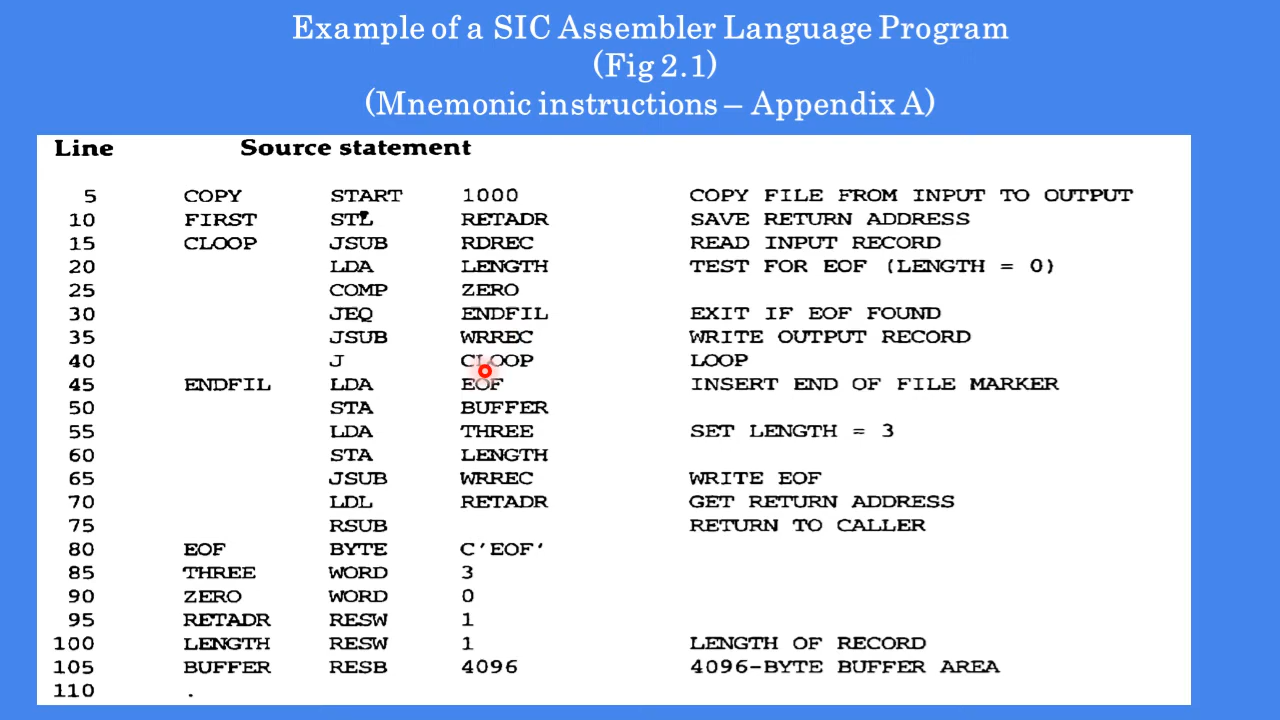 Example of a SIC Assembler Language Program
(Fig 2.1)
(Mnemonic instructions – Appendix A)
Line Source statement
5 COPY START 1000 COPY FILE FROM INPUT TO OUTPUT
10 FIRST STL RETADR SAVE RETURN ADDRESS
15 CLOOP JSUB RDREC READ INPUT RECORD
20 LDA LENGTH TEST FOR EOF (LENGTH = 0)
25 COMP ZERO
30 JEQ ENDFIL EXIT IF EOF FOUND
35 JSUB WRREC WRITE OUTPUT RECORD
40 J CLOOP LOOP
45 ENDFIL LDA EOF INSERT END OF FILE MARKER
50 STA BUFFER
55 LDA THREE SET LENGTH = 3
60 STA LENGTH
65 JSUB WRREC WRITE EOF
70 LDL RETADR GET RETURN ADDRESS
75 RSUB RETURN TO CALLER
80 EOF BYTE C'EOF'
85 THREE WORD 3
90 ZERO WORD 0
95 RETADR RESW 1
100 LENGTH RESW 1 LENGTH OF RECORD
105 BUFFER RESB 4096 4096-BYTE BUFFER AREA
110 .